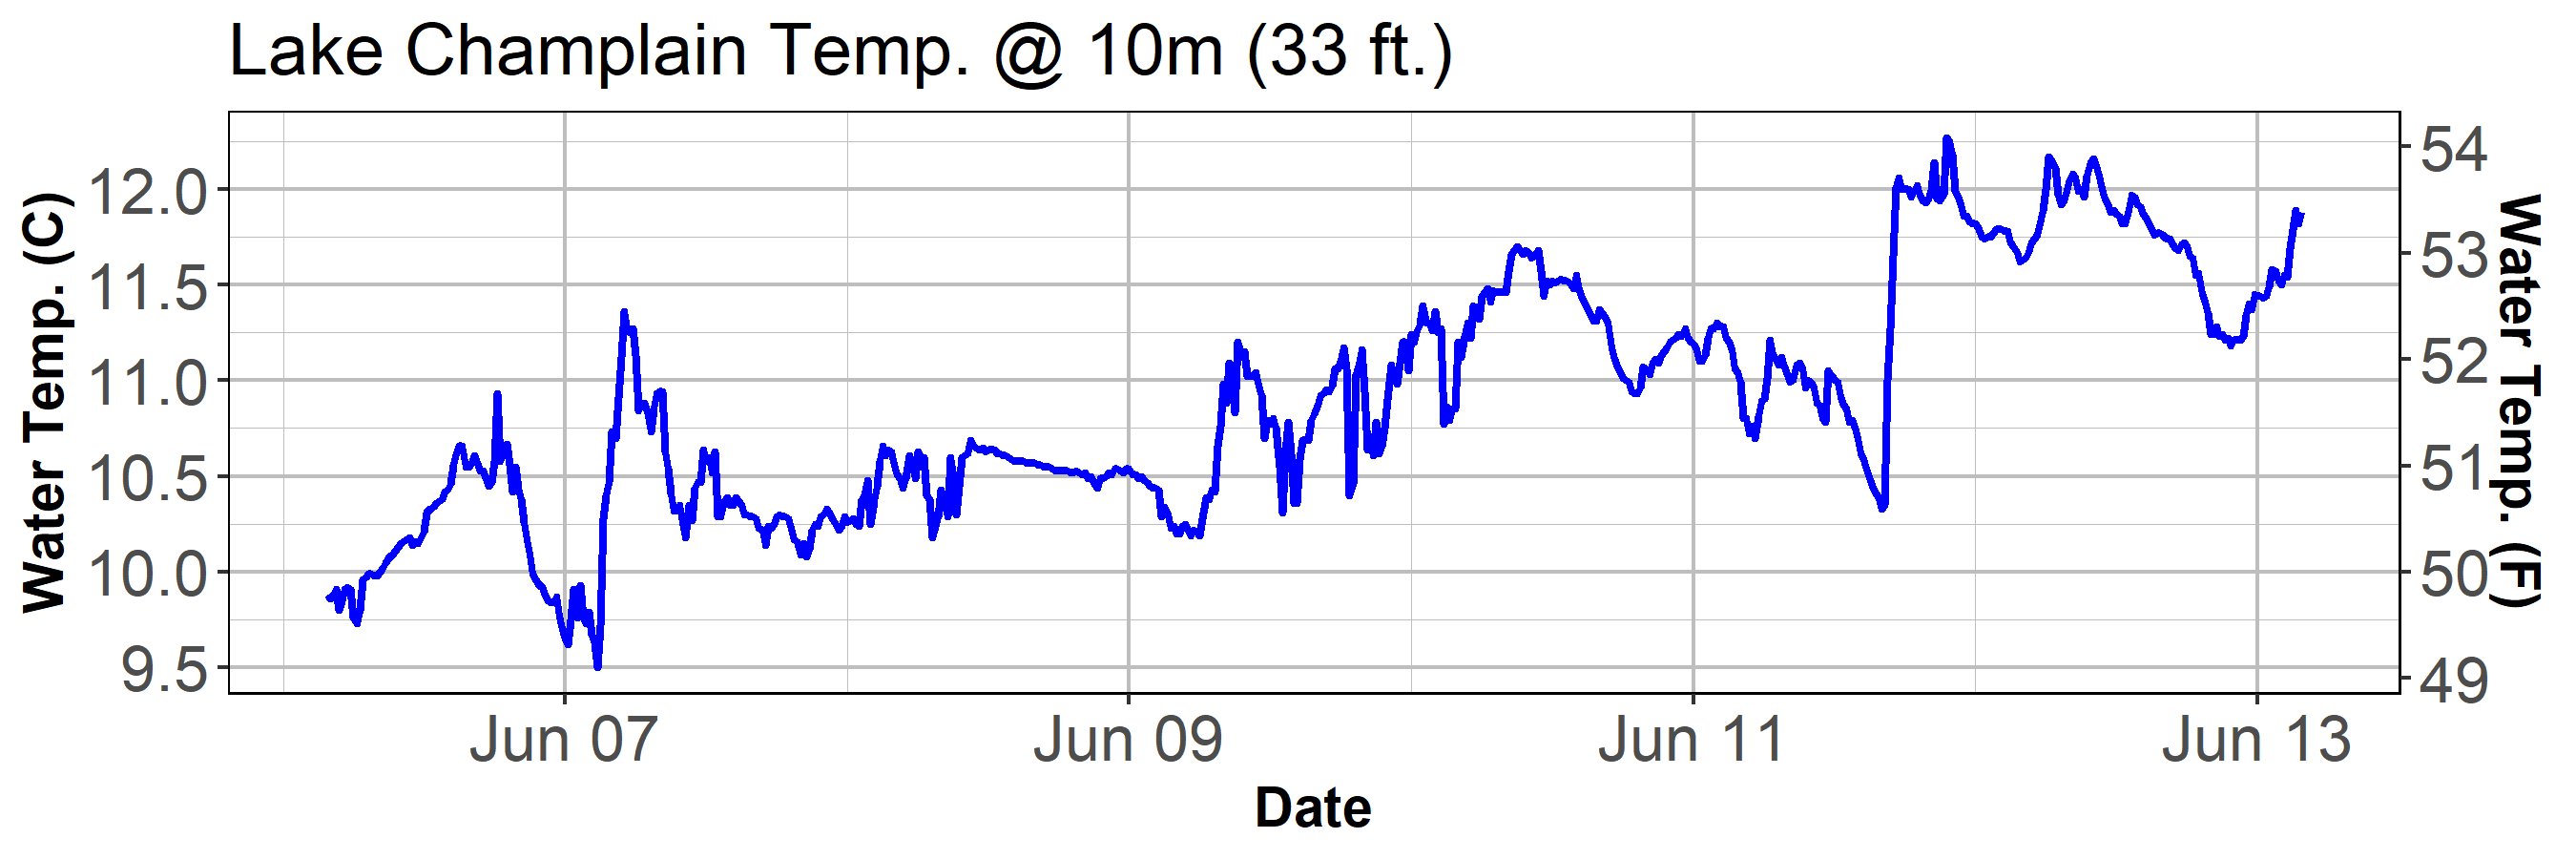 Lake Champlain Temp. @ 10m (33 ft.)
Water Temp. (C)
12.0
11.5
11.0
10.5
10.0
9.5
54
53
52
51
50
49
Water Temp. (F)
Jun 07 Jun 09 Jun 11 Jun 13
Date